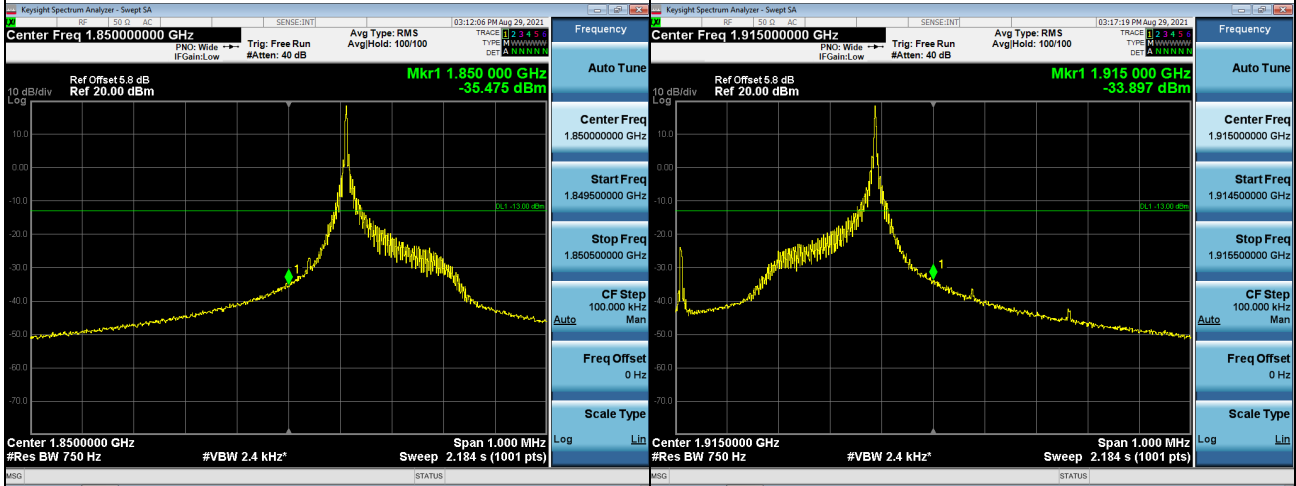 Keysight Spectrum Analyzer - Swept SA
RF 50 Ω AC SENSE:INT 03:12:06 PM Aug 29, 2021
Center Freq 1.850000000 GHz
PNO: Wide
IFGain:Low
Trig: Free Run
#Atten: 40 dB
Avg Type: RMS
Avg|Hold: 100/100
TRACE 1 2 3 4 5 6
TYPE M W W W W W
DET A N N N N N
Ref Offset 5.8 dB
Ref 20.00 dBm
10 dB/div
Log
Mkr1 1.850 000 GHz
-35.475 dBm
10.0
0.00
-10.0
-20.0
-30.0
-40.0
-50.0
-60.0
-70.0
DL1 -13.00 dBm
1
Center 1.8500000 GHz
Span 1.000 MHz
#Res BW 750 Hz
#VBW 2.4 kHz*
Sweep 2.184 s (1001 pts)
MSG
STATUS
Frequency
Auto Tune
Center Freq
1.850000000 GHz
Start Freq
1.849500000 GHz
Stop Freq
1.850500000 GHz
CF Step
100.000 kHz
Auto Man
Freq Offset
0 Hz
Scale Type
Log Lin
Keysight Spectrum Analyzer - Swept SA
RF 50 Ω AC SENSE:INT 03:17:19 PM Aug 29, 2021
Center Freq 1.915000000 GHz
PNO: Wide
IFGain:Low
Trig: Free Run
#Atten: 40 dB
Avg Type: RMS
Avg|Hold: 100/100
TRACE 1 2 3 4 5 6
TYPE M W W W W W
DET A N N N N N
Ref Offset 5.8 dB
Ref 20.00 dBm
10 dB/div
Log
Mkr1 1.915 000 GHz
-33.897 dBm
10.0
0.00
-10.0
-20.0
-30.0
-40.0
-50.0
-60.0
-70.0
DL1 -13.00 dBm
1
Center 1.9150000 GHz
Span 1.000 MHz
#Res BW 750 Hz
#VBW 2.4 kHz*
Sweep 2.184 s (1001 pts)
MSG
STATUS
Frequency
Auto Tune
Center Freq
1.915000000 GHz
Start Freq
1.914500000 GHz
Stop Freq
1.915500000 GHz
CF Step
100.000 kHz
Auto Man
Freq Offset
0 Hz
Scale Type
Log Lin